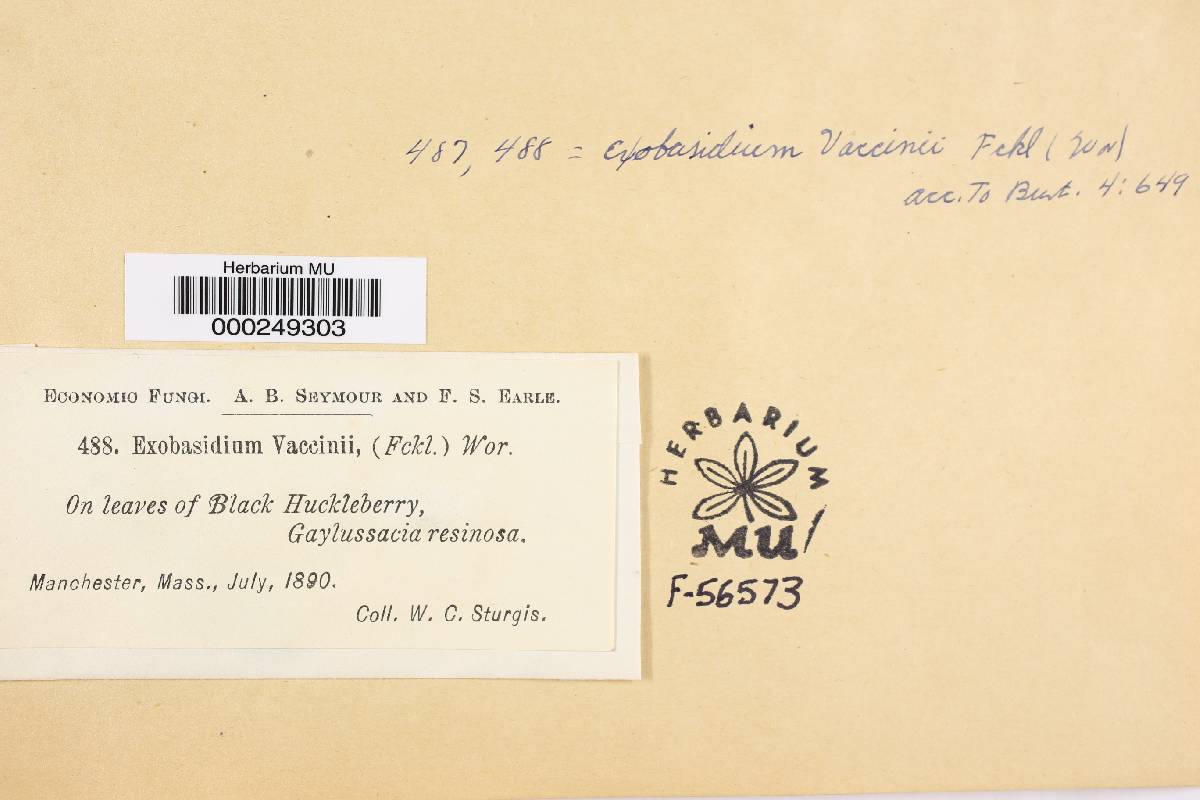 487, 488 = Exobasidium Vaccinii Fckl (Wor)
acc. To Burt. 4:649
Herbarium MU
000249303
ECONOMIC FUNGI. A. B. SEYMOUR AND F. S. EARLE.
488. Exobasidium Vaccinii, (Fckl.) Wor.
On leaves of Black Huckleberry,
Gaylussacia resinosa.
Manchester, Mass., July, 1890.
Coll. W. C. Sturgis.
HERBARIUM
MU
F-56573